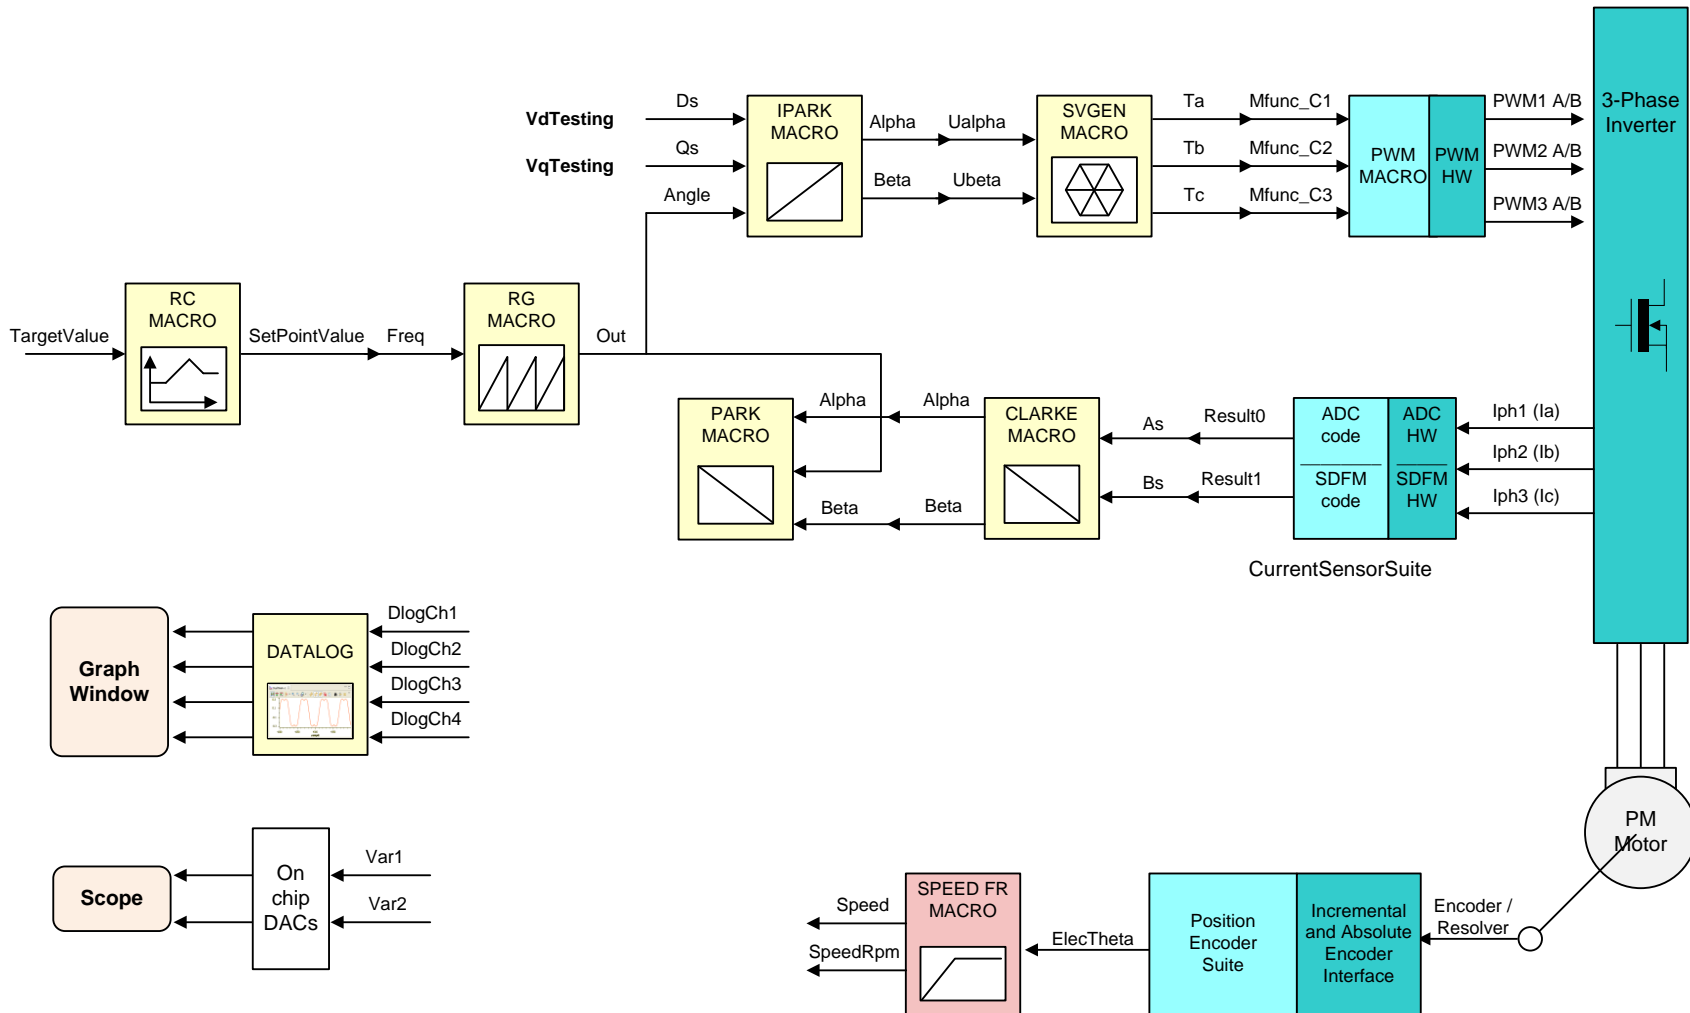 Ds
IPARK
MACRO
SVGEN
MACRO
Ta
Mfunc_C1
PWM1 A/B
3-Phase
Inverter
VdTesting
Alpha
Ualpha
Qs
Tb
Mfunc_C2
PWM
MACRO
PWM
HW
PWM2 A/B
VqTesting
Beta
Ubeta
Angle
Tc
Mfunc_C3
PWM3 A/B
RC
MACRO
RG
MACRO
TargetValue
SetPointValue
Freq
Out
PARK
MACRO
Alpha
Alpha
CLARKE
MACRO
As
Result0
ADC
code
ADC
HW
Iph1 (Ia)
Iph2 (Ib)
SDFM
code
SDFM
HW
Bs
Result1
Iph3 (Ic)
Beta
Beta
CurrentSensorSuite
Graph
Window
DATALOG
DlogCh1
DlogCh2
DlogCh3
DlogCh4
PM
Motor
Scope
On
chip
DACs
Var1
Var2
Speed
SpeedRpm
SPEED FR
MACRO
ElecTheta
Position
Encoder
Suite
Incremental
and Absolute
Encoder
Interface
Encoder /
Resolver